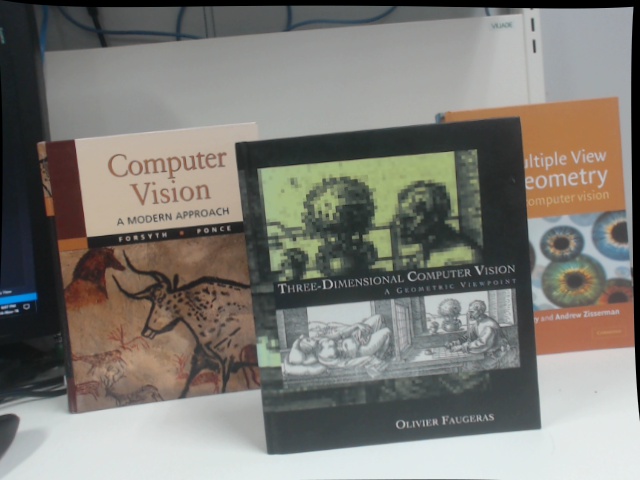 Computer
Vision
A MODERN APPROACH
FORSYTH PONCE
THREE-DIMENSIONAL COMPUTER VISION
A GEOMETRIC VIEWPOINT
OLIVIER FAUGERAS
ultiple View
eometry
computer vision
ey and Andrew Zisserman